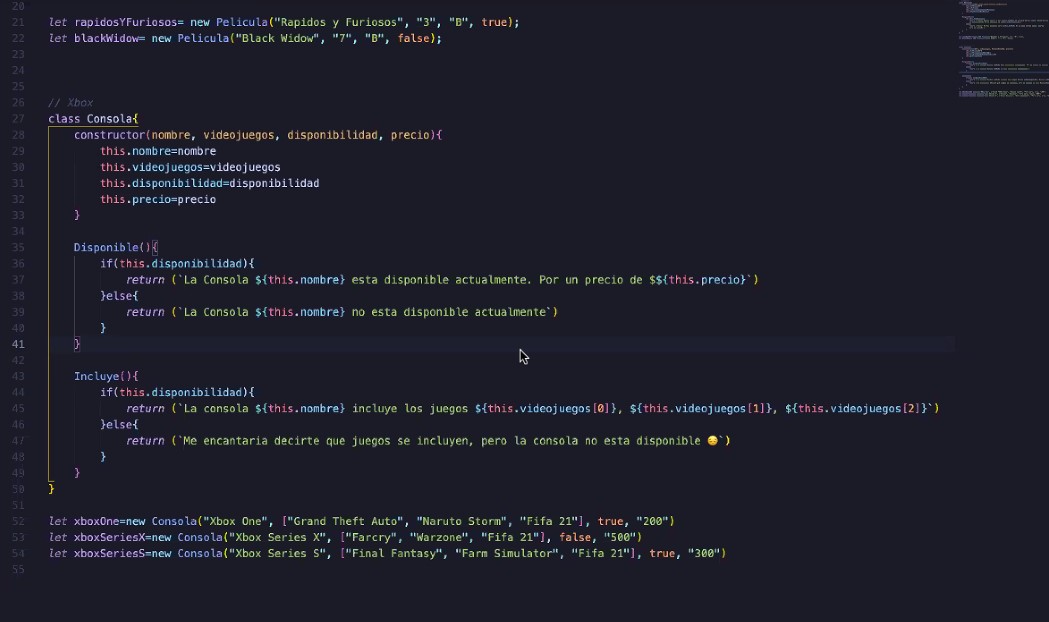 20
21 let rapidosYFuriosos= new Pelicula("Rapidos y Furiosos", "3", "B", true);
22 let blackWidow= new Pelicula("Black Widow", "7", "B", false);
23
24
25
26 // Xbox
27 class Consola{
28     constructor(nombre, videojuegos, disponibilidad, precio){
29         this.nombre=nombre
30         this.videojuegos=videojuegos
31         this.disponibilidad=disponibilidad
32         this.precio=precio
33     }
34
35     Disponible(){
36         if(this.disponibilidad){
37             return (`La Consola ${this.nombre} esta disponible actualmente. Por un precio de $${this.precio}`)
38         }else{
39             return (`La Consola ${this.nombre} no esta disponible actualmente`)
40         }
41     }
42
43     Incluye(){
44         if(this.disponibilidad){
45             return (`La consola ${this.nombre} incluye los juegos ${this.videojuegos[0]}, ${this.videojuegos[1]}, ${this.videojuegos[2]}`)
46         }else{
47             return (`Me encantaria decirte que juegos se incluyen, pero la consola no esta disponible 😔`)
48         }
49     }
50 }
51
52 let xboxOne=new Consola("Xbox One", ["Grand Theft Auto", "Naruto Storm", "Fifa 21"], true, "200")
53 let xboxSeriesX=new Consola("Xbox Series X", ["Farcry", "Warzone", "Fifa 21"], false, "500")
54 let xboxSeriesS=new Consola("Xbox Series S", ["Final Fantasy", "Farm Simulator", "Fifa 21"], true, "300")
55